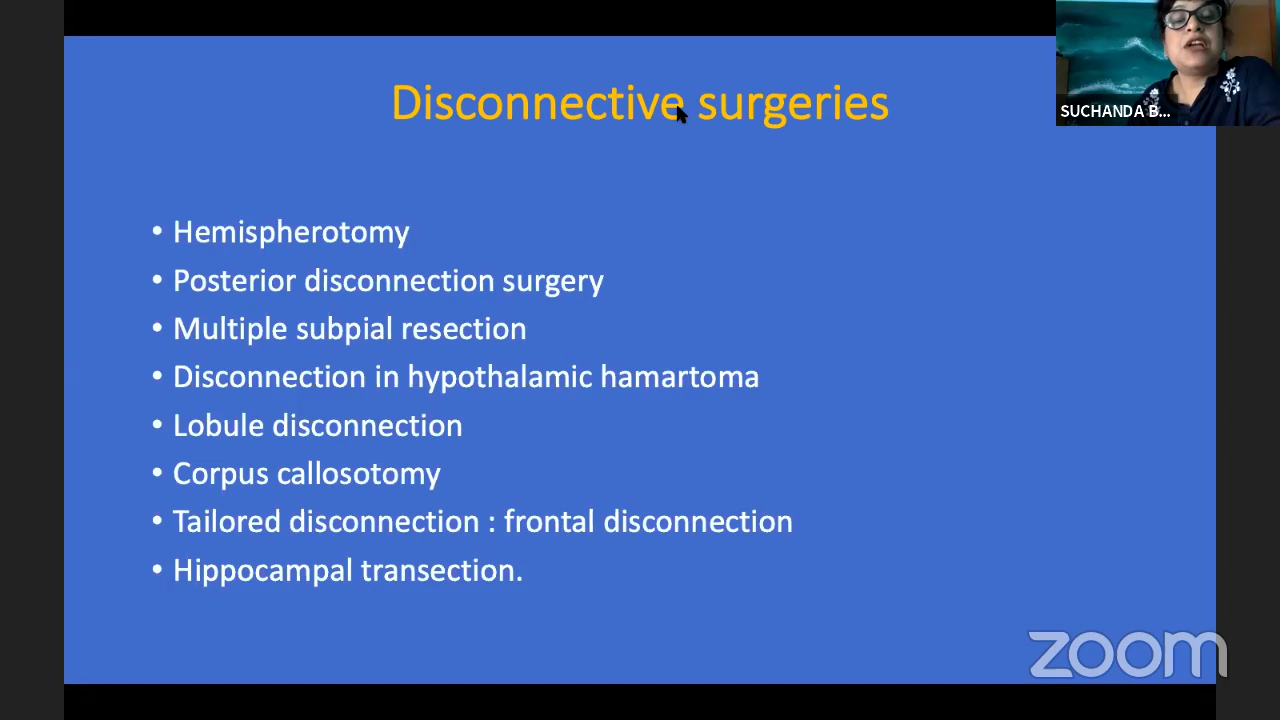 Disconnective surgeries
SUCHANDA B...
• Hemispherotomy
• Posterior disconnection surgery
• Multiple subpial resection
• Disconnection in hypothalamic hamartoma
• Lobule disconnection
• Corpus callosotomy
• Tailored disconnection : frontal disconnection
• Hippocampal transection.
zoom